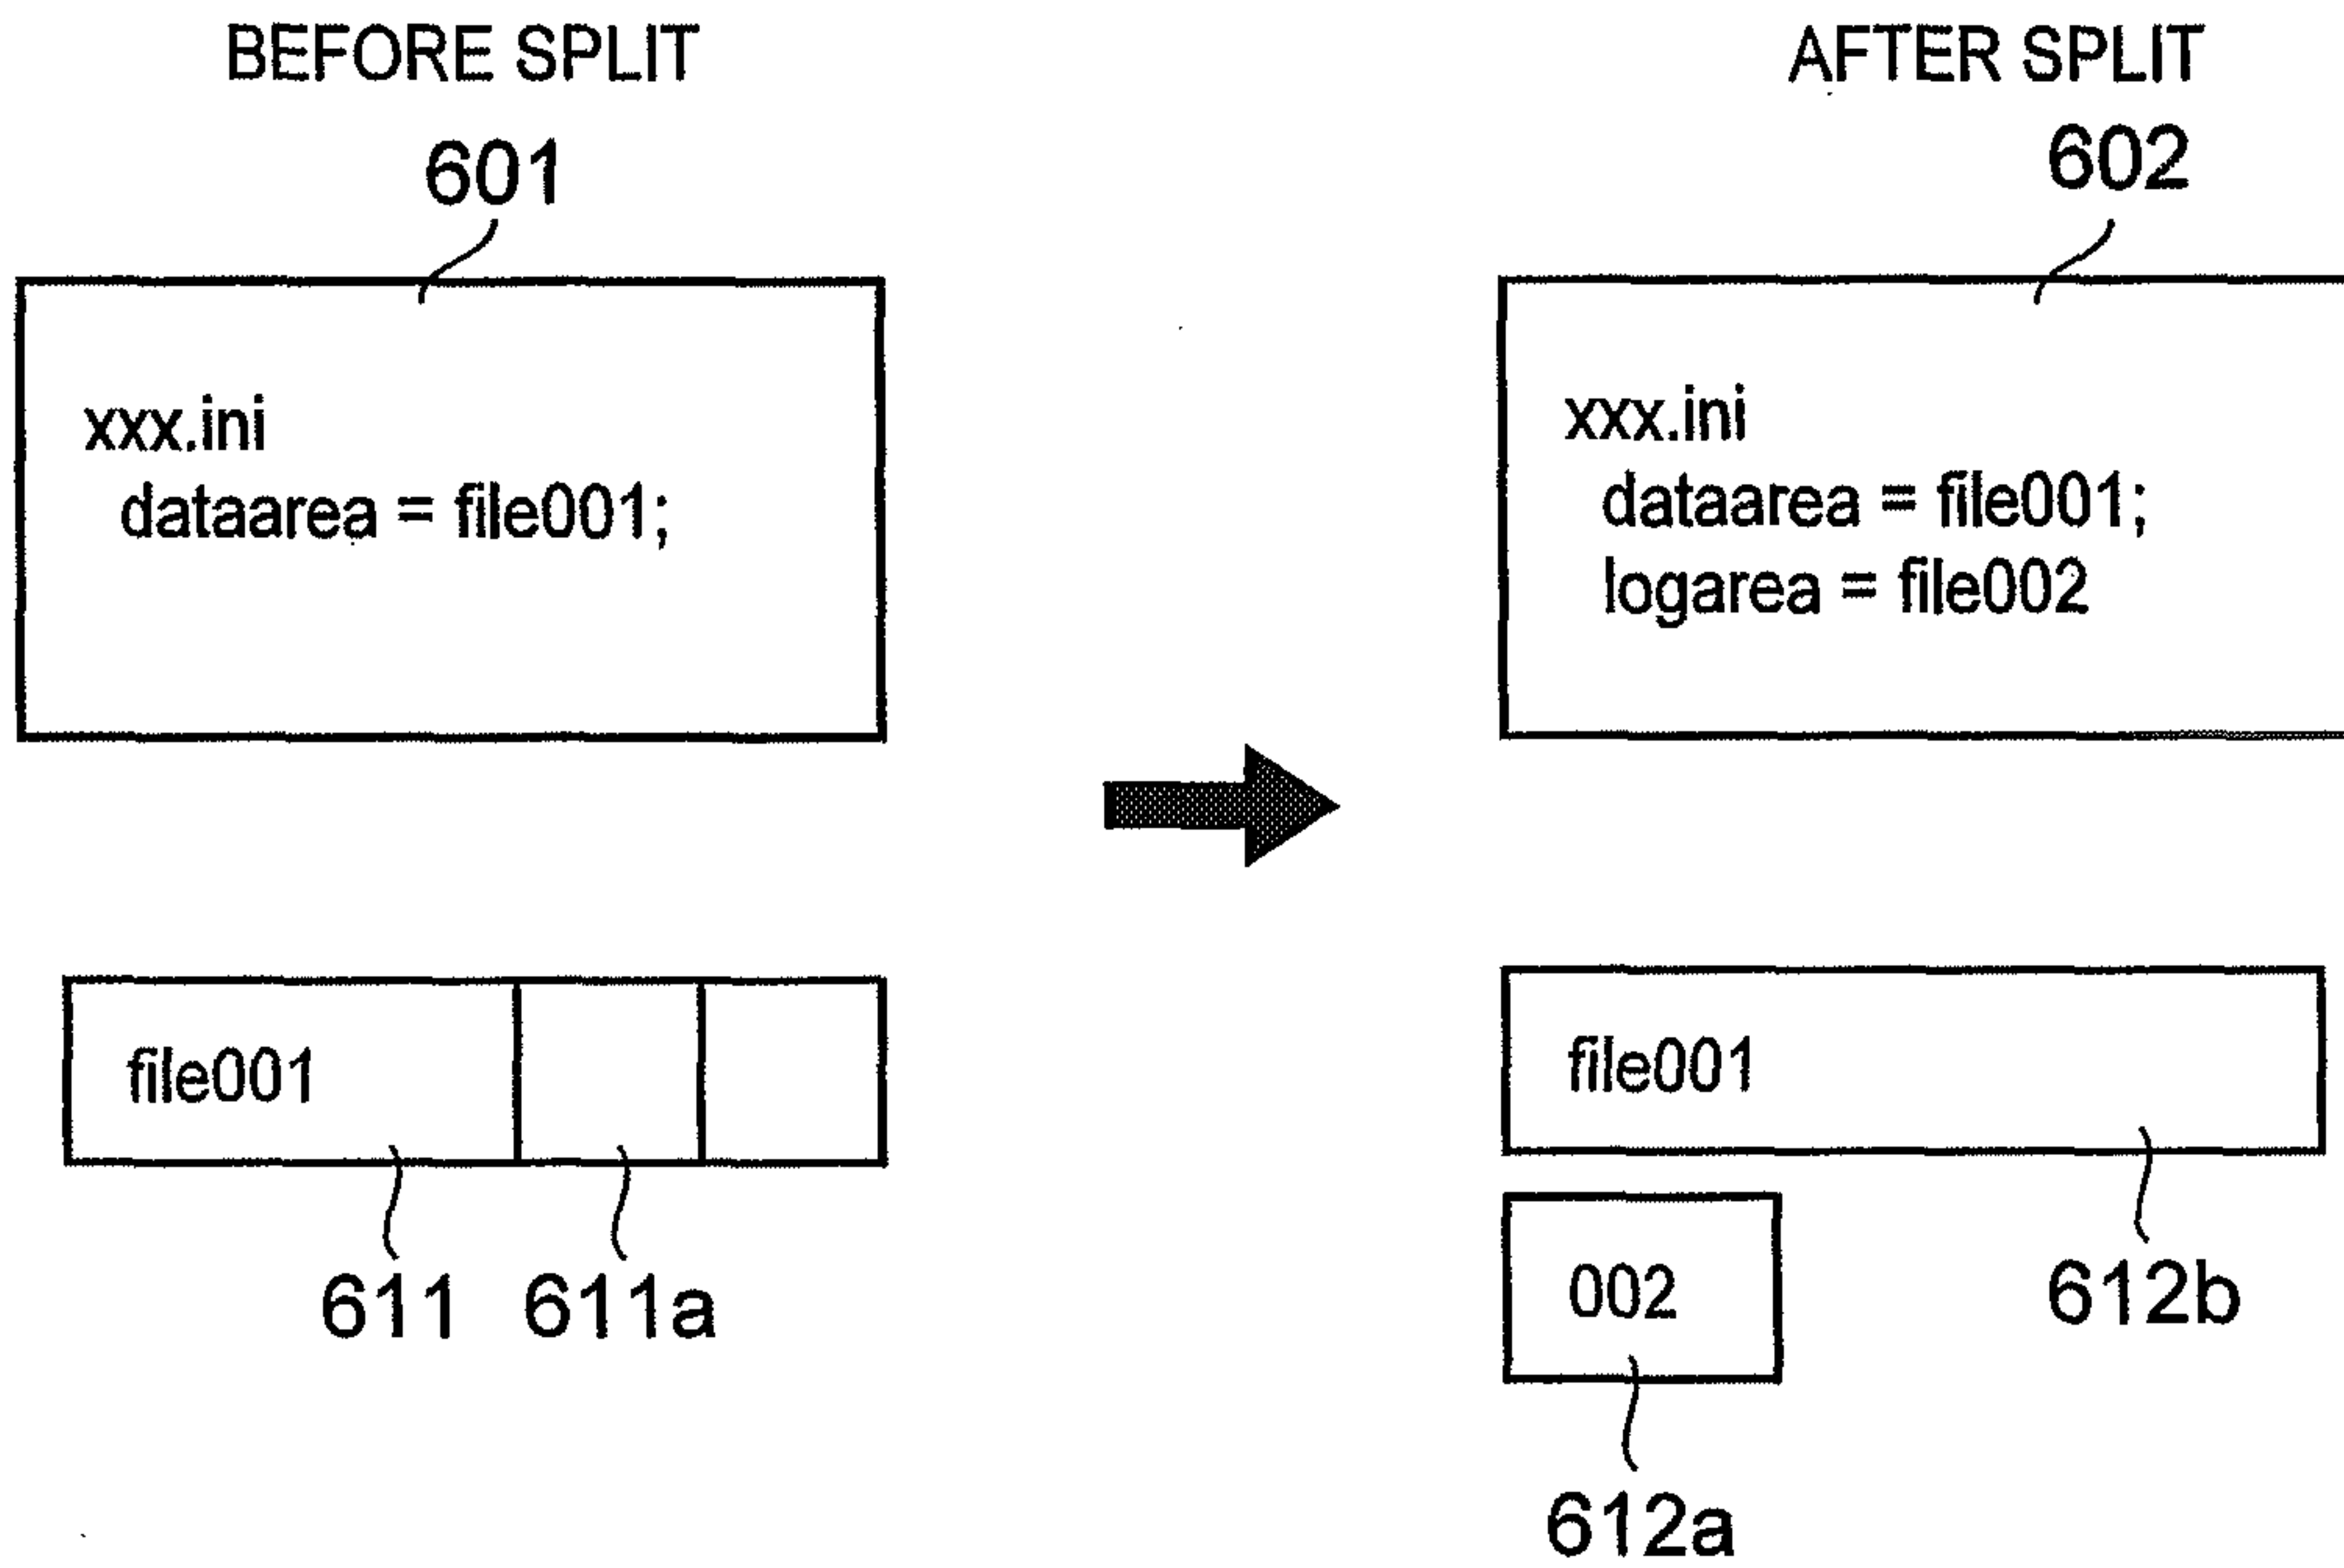 BEFORE SPLIT
601
xxx.ini
dataarea = file001;
file001
611
611a
AFTER SPLIT
602
xxx.ini
dataarea = file001;
logarea = file002
file001
612b
002
612a